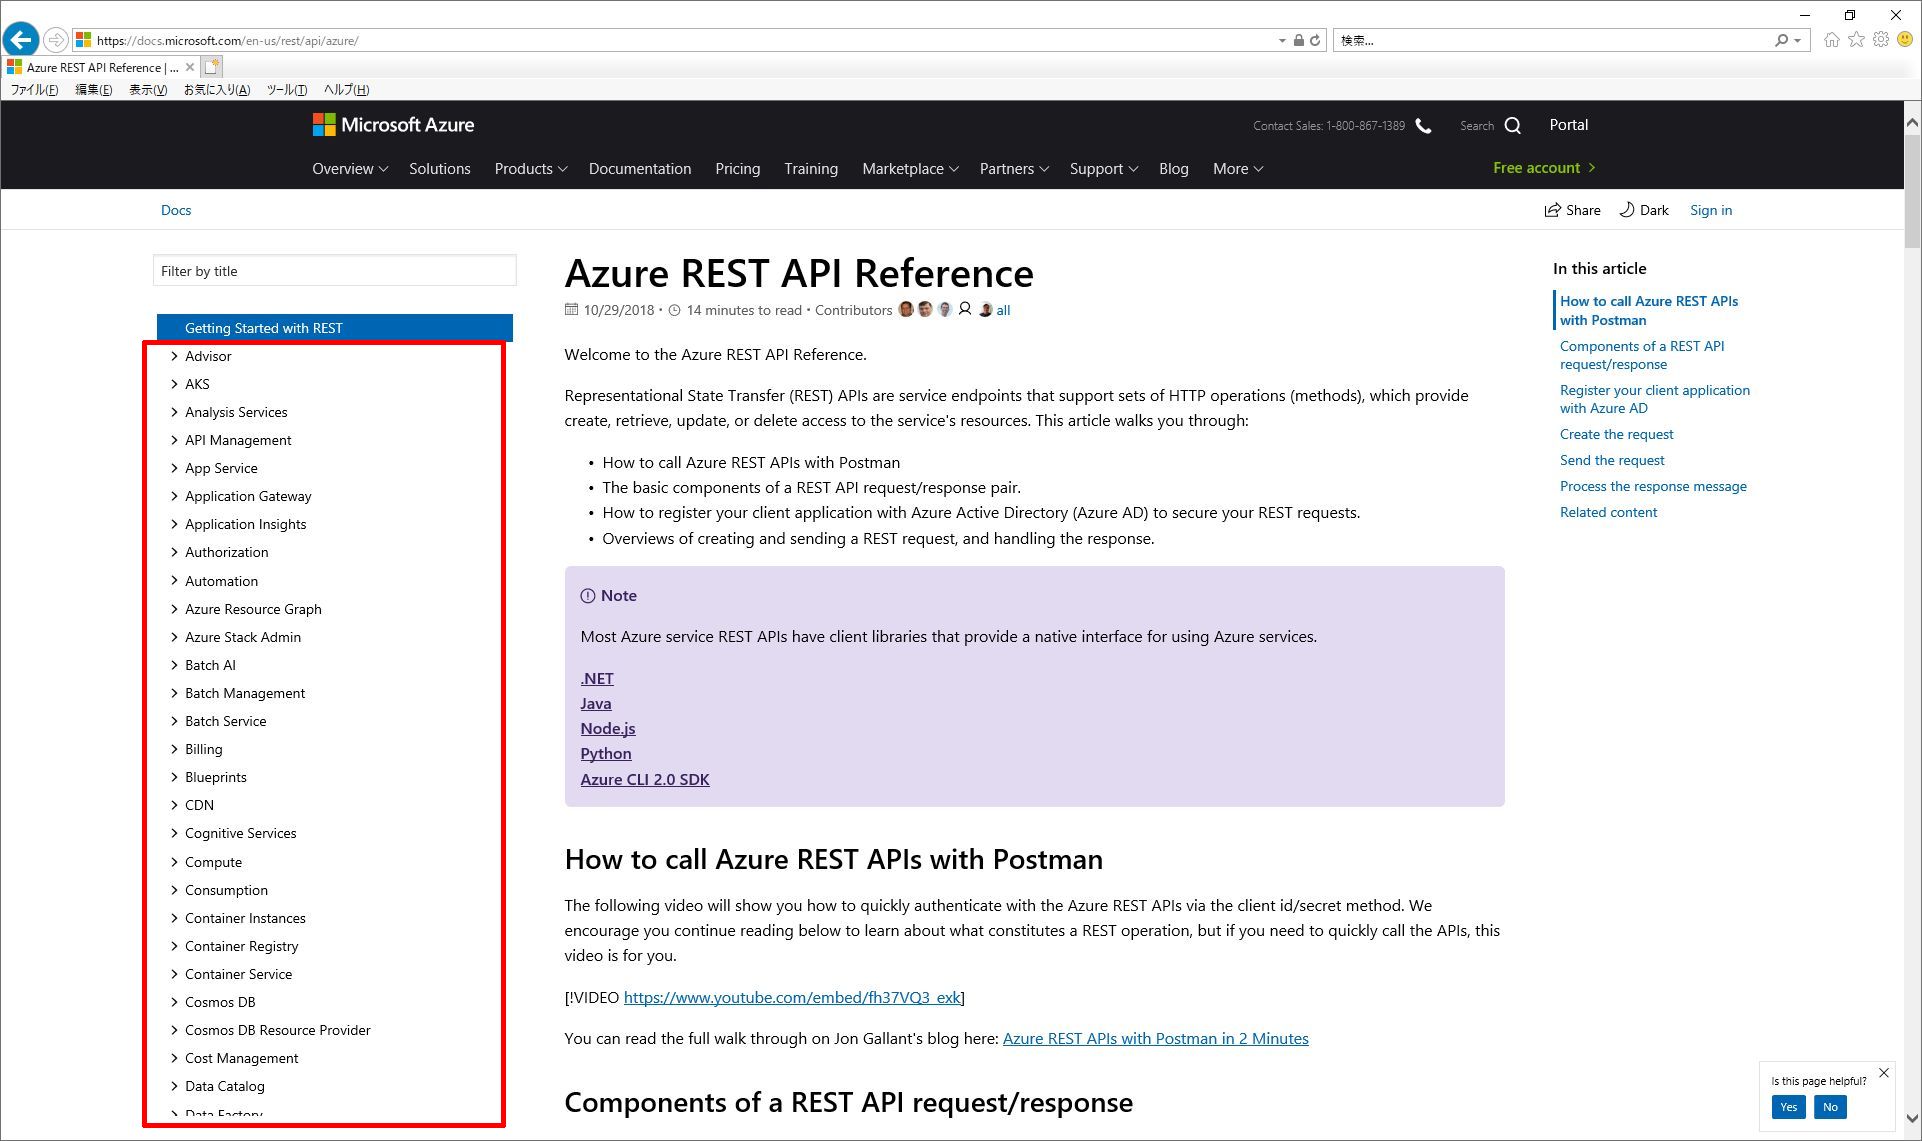 https://docs.microsoft.com/en-us/rest/api/azure/
検索...
Azure REST API Reference | ...
ファイル(F) 編集(E) 表示(V) お気に入り(A) ツール(T) ヘルプ(H)
Microsoft Azure
Contact Sales: 1-800-867-1389 Search Portal
Overview Solutions Products Documentation Pricing Training Marketplace Partners Support Blog More Free account
Docs
Share Dark Sign in
Filter by title
Getting Started with REST
Advisor
AKS
Analysis Services
API Management
App Service
Application Gateway
Application Insights
Authorization
Automation
Azure Resource Graph
Azure Stack Admin
Batch AI
Batch Management
Batch Service
Billing
Blueprints
CDN
Cognitive Services
Compute
Consumption
Container Instances
Container Registry
Container Service
Cosmos DB
Cosmos DB Resource Provider
Cost Management
Data Catalog
Data Factory
Azure REST API Reference
10/29/2018 • 14 minutes to read • Contributors all
Welcome to the Azure REST API Reference.
Representational State Transfer (REST) APIs are service endpoints that support sets of HTTP operations (methods), which provide
create, retrieve, update, or delete access to the service's resources. This article walks you through:
• How to call Azure REST APIs with Postman
• The basic components of a REST API request/response pair.
• How to register your client application with Azure Active Directory (Azure AD) to secure your REST requests.
• Overviews of creating and sending a REST request, and handling the response.
Note
Most Azure service REST APIs have client libraries that provide a native interface for using Azure services.
.NET
Java
Node.js
Python
Azure CLI 2.0 SDK
How to call Azure REST APIs with Postman
The following video will show you how to quickly authenticate with the Azure REST APIs via the client id/secret method. We
encourage you continue reading below to learn about what constitutes a REST operation, but if you need to quickly call the APIs, this
video is for you.
[!VIDEO https://www.youtube.com/embed/fh37VQ3_exk]
You can read the full walk through on Jon Gallant's blog here: Azure REST APIs with Postman in 2 Minutes
Components of a REST API request/response
In this article
How to call Azure REST APIs
with Postman
Components of a REST API
request/response
Register your client application
with Azure AD
Create the request
Send the request
Process the response message
Related content
Is this page helpful?
Yes No